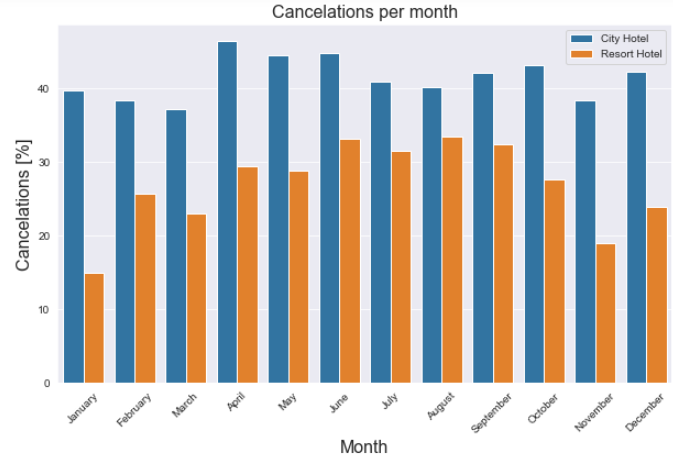 Cancelations per month
City Hotel
Resort Hotel
Cancelations [%]
40
30
20
10
0
January
February
March
April
May
June
July
August
September
October
November
December
Month